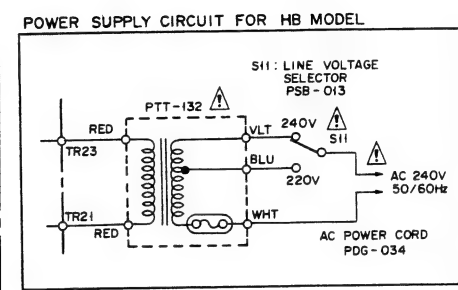 POWER SUPPLY CIRCUIT FOR HB MODEL
S11: LINE VOLTAGE
SELECTOR
PSB-013
PTT-132
RED
VLT
240V
S11
TR23
BLU
220V
AC 240V
50/60Hz
TR21
RED
WHT
AC POWER CORD
PDG-034